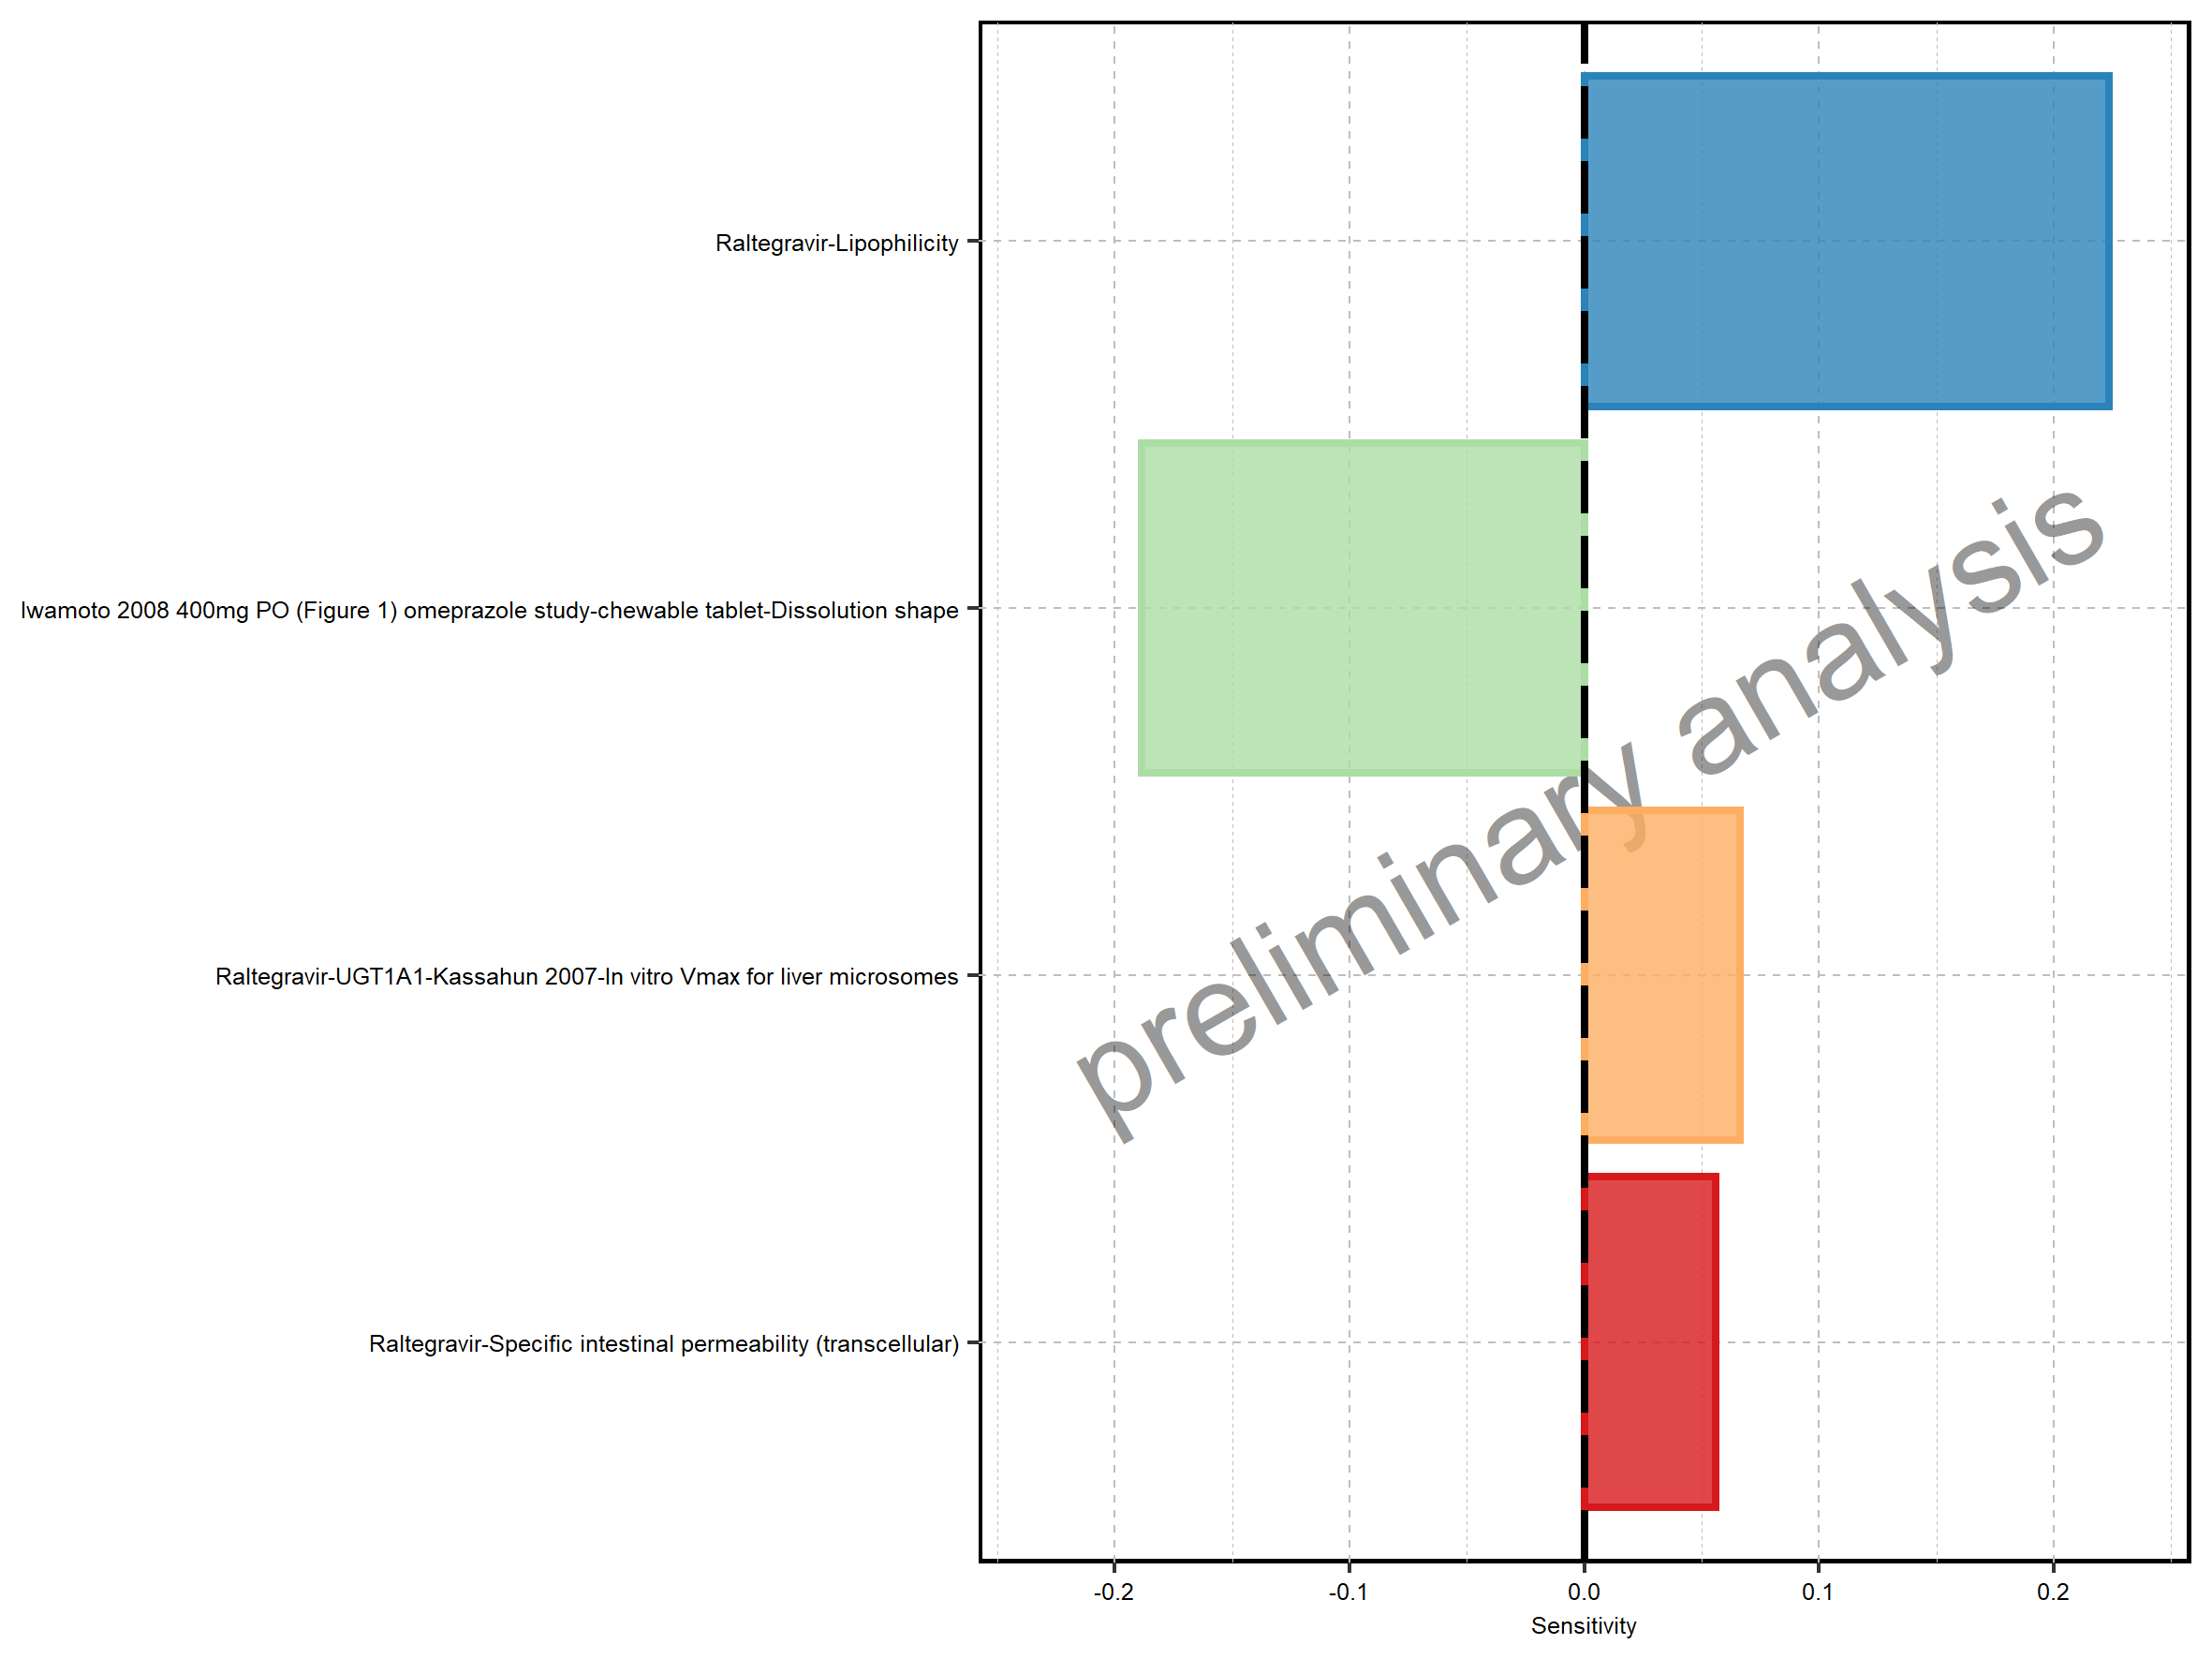 Raltegravir-Lipophilicity
Iwamoto 2008 400mg PO (Figure 1) omeprazole study-chewable tablet-Dissolution shape
Raltegravir-UGT1A1-Kassahun 2007-In vitro Vmax for liver microsomes
Raltegravir-Specific intestinal permeability (transcellular)
preliminary analysis
-0.2 -0.1 0.0 0.1 0.2
Sensitivity